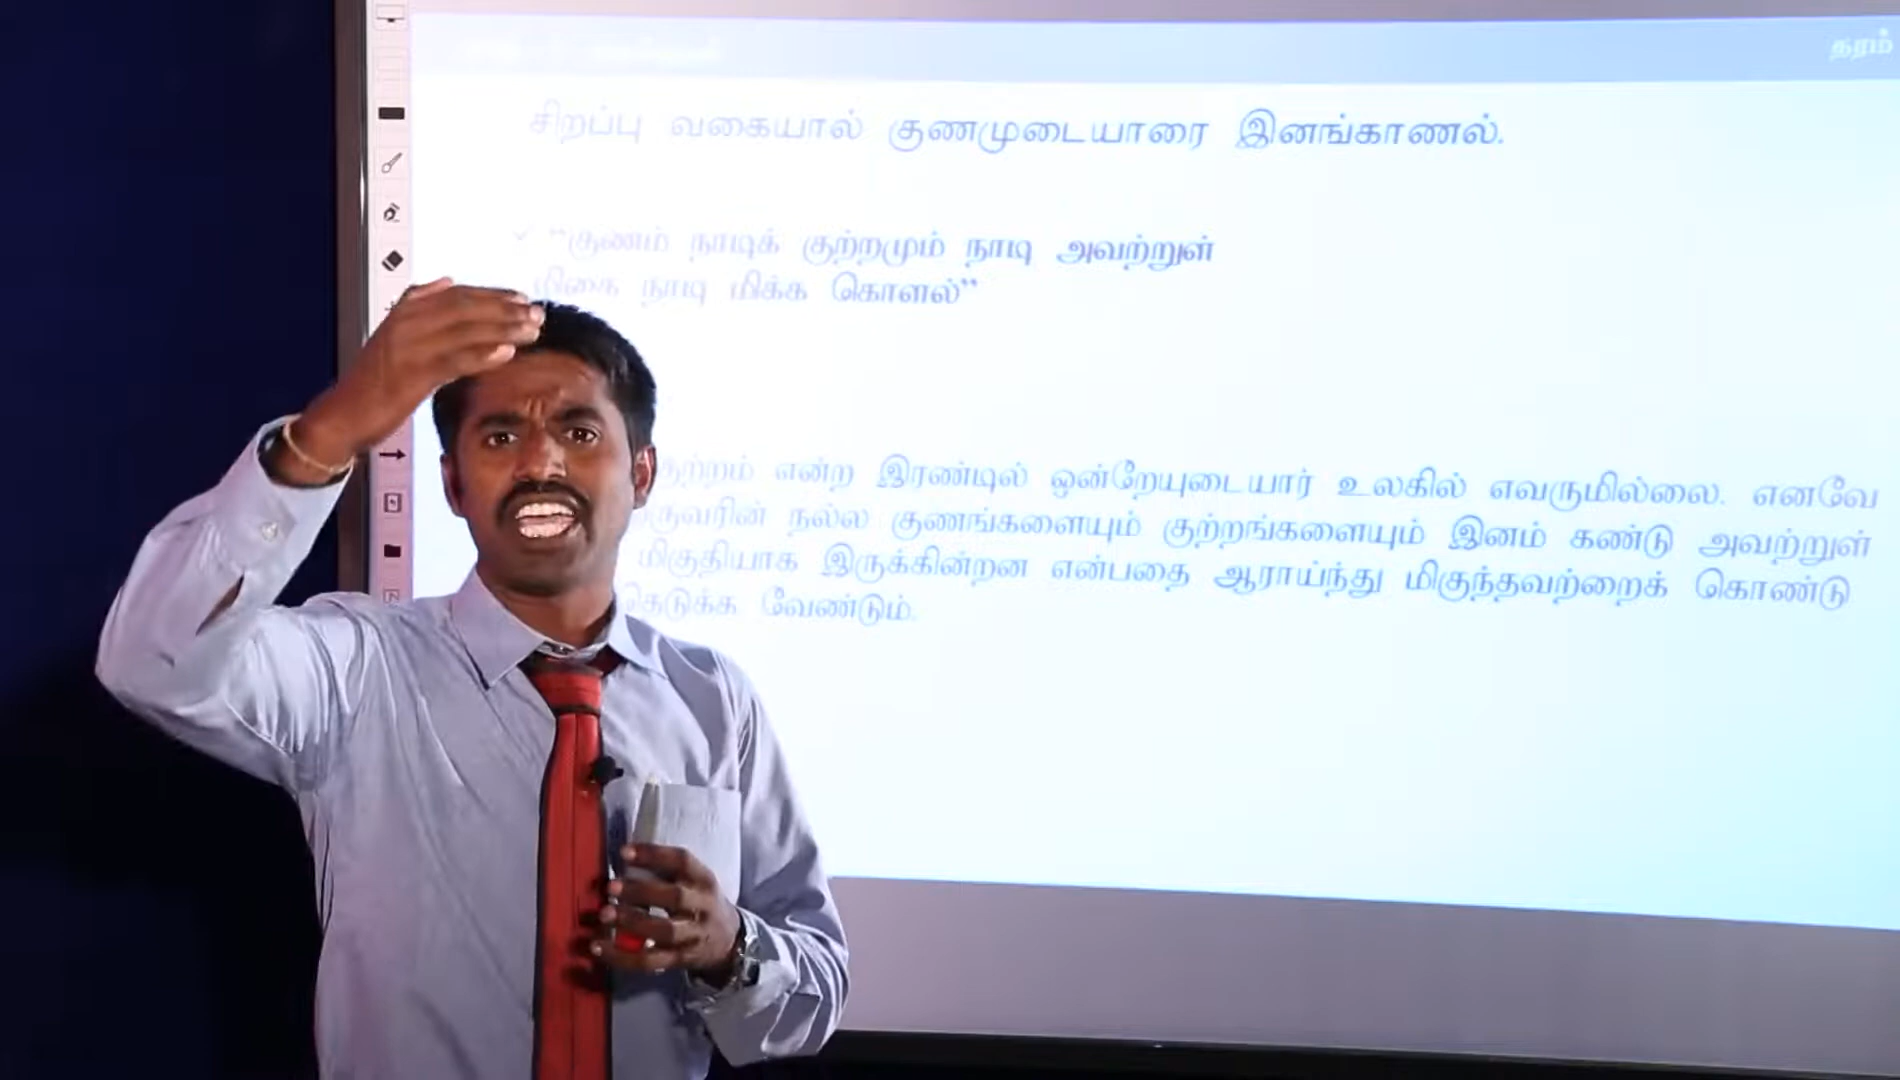 தரம்
சிறப்பு வகையால் குணமுடையாரை இனங்காணல்.
”குணம் நாடிக் குற்றமும் நாடி அவற்றுள்
மிகை நாடி மிக்க கொளல்”
குற்றம் என்ற இரண்டில் ஒன்றேயுடையார் உலகில் எவருமில்லை. எனவே
ஒருவரின் நல்ல குணங்களையும் குற்றங்களையும் இனம் கண்டு அவற்றுள்
மிகுதியாக இருக்கின்றன என்பதை ஆராய்ந்து மிகுந்தவற்றைக் கொண்டு
வேண்டும்.